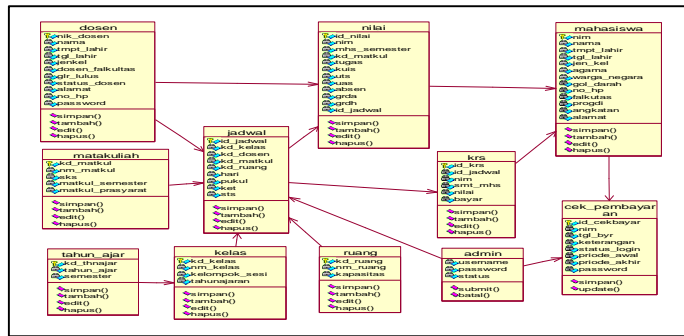 dosen
nik_dosen
nama
tmpt_lahir
tgl_lahir
jenkel
dosen_falkultas
glr_lulus
status_dosen
alamat
no_hp
password
simpan()
tambah()
edit()
hapus()
nilai
id_nilai
nim
mhs_semester
kd_matkul
tugas
kuis
uts
uas
absen
grda
grdh
id_jadwal
simpan()
tambah()
edit()
hapus()
mahasiswa
nim
nama
tmpt_lahir
tgl_lahir
jen_kel
agama
warga_negara
gol_darah
no_hp
falkutas
progdi
angkatan
alamat
simpan()
tambah()
edit()
hapus()
matakuliah
kd_matkul
nm_matkul
sks
matkul_semester
matkul_prasyarat
simpan()
tambah()
edit()
hapus()
jadwal
id_jadwal
kd_kelas
kd_dosen
kd_matkul
kd_ruang
hari
pukul
ket
sts
simpan()
tambah()
edit()
hapus()
krs
id_krs
id_jadwal
nim
smt_mhs
nilai
bayar
simpan()
tambah()
edit()
hapus()
cek_pembayar
an
id_cekbayar
nim
tgl_byr
keterangan
status_login
priode_awal
priode_akhir
password
simpan()
update()
tahun_ajar
kd_thnajar
tahun_ajar
semester
simpan()
tambah()
edit()
hapus()
kelas
kd_kelas
nm_kelas
kelompok_sesi
tahunajaran
simpan()
tambah()
edit()
hapus()
ruang
kd_ruang
nm_ruang
kapasitas
simpan()
tambah()
edit()
hapus()
admin
username
password
status
submit()
batal()